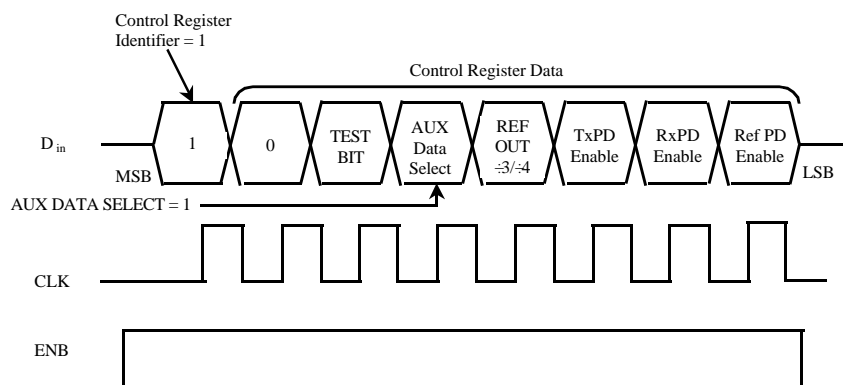 Control Register
Identifier = 1
Control Register Data
D in
1
0
TEST
BIT
AUX
Data
Select
REF
OUT
÷3/÷4
TxPD
Enable
RxPD
Enable
Ref PD
Enable
MSB
LSB
AUX DATA SELECT = 1
CLK
ENB